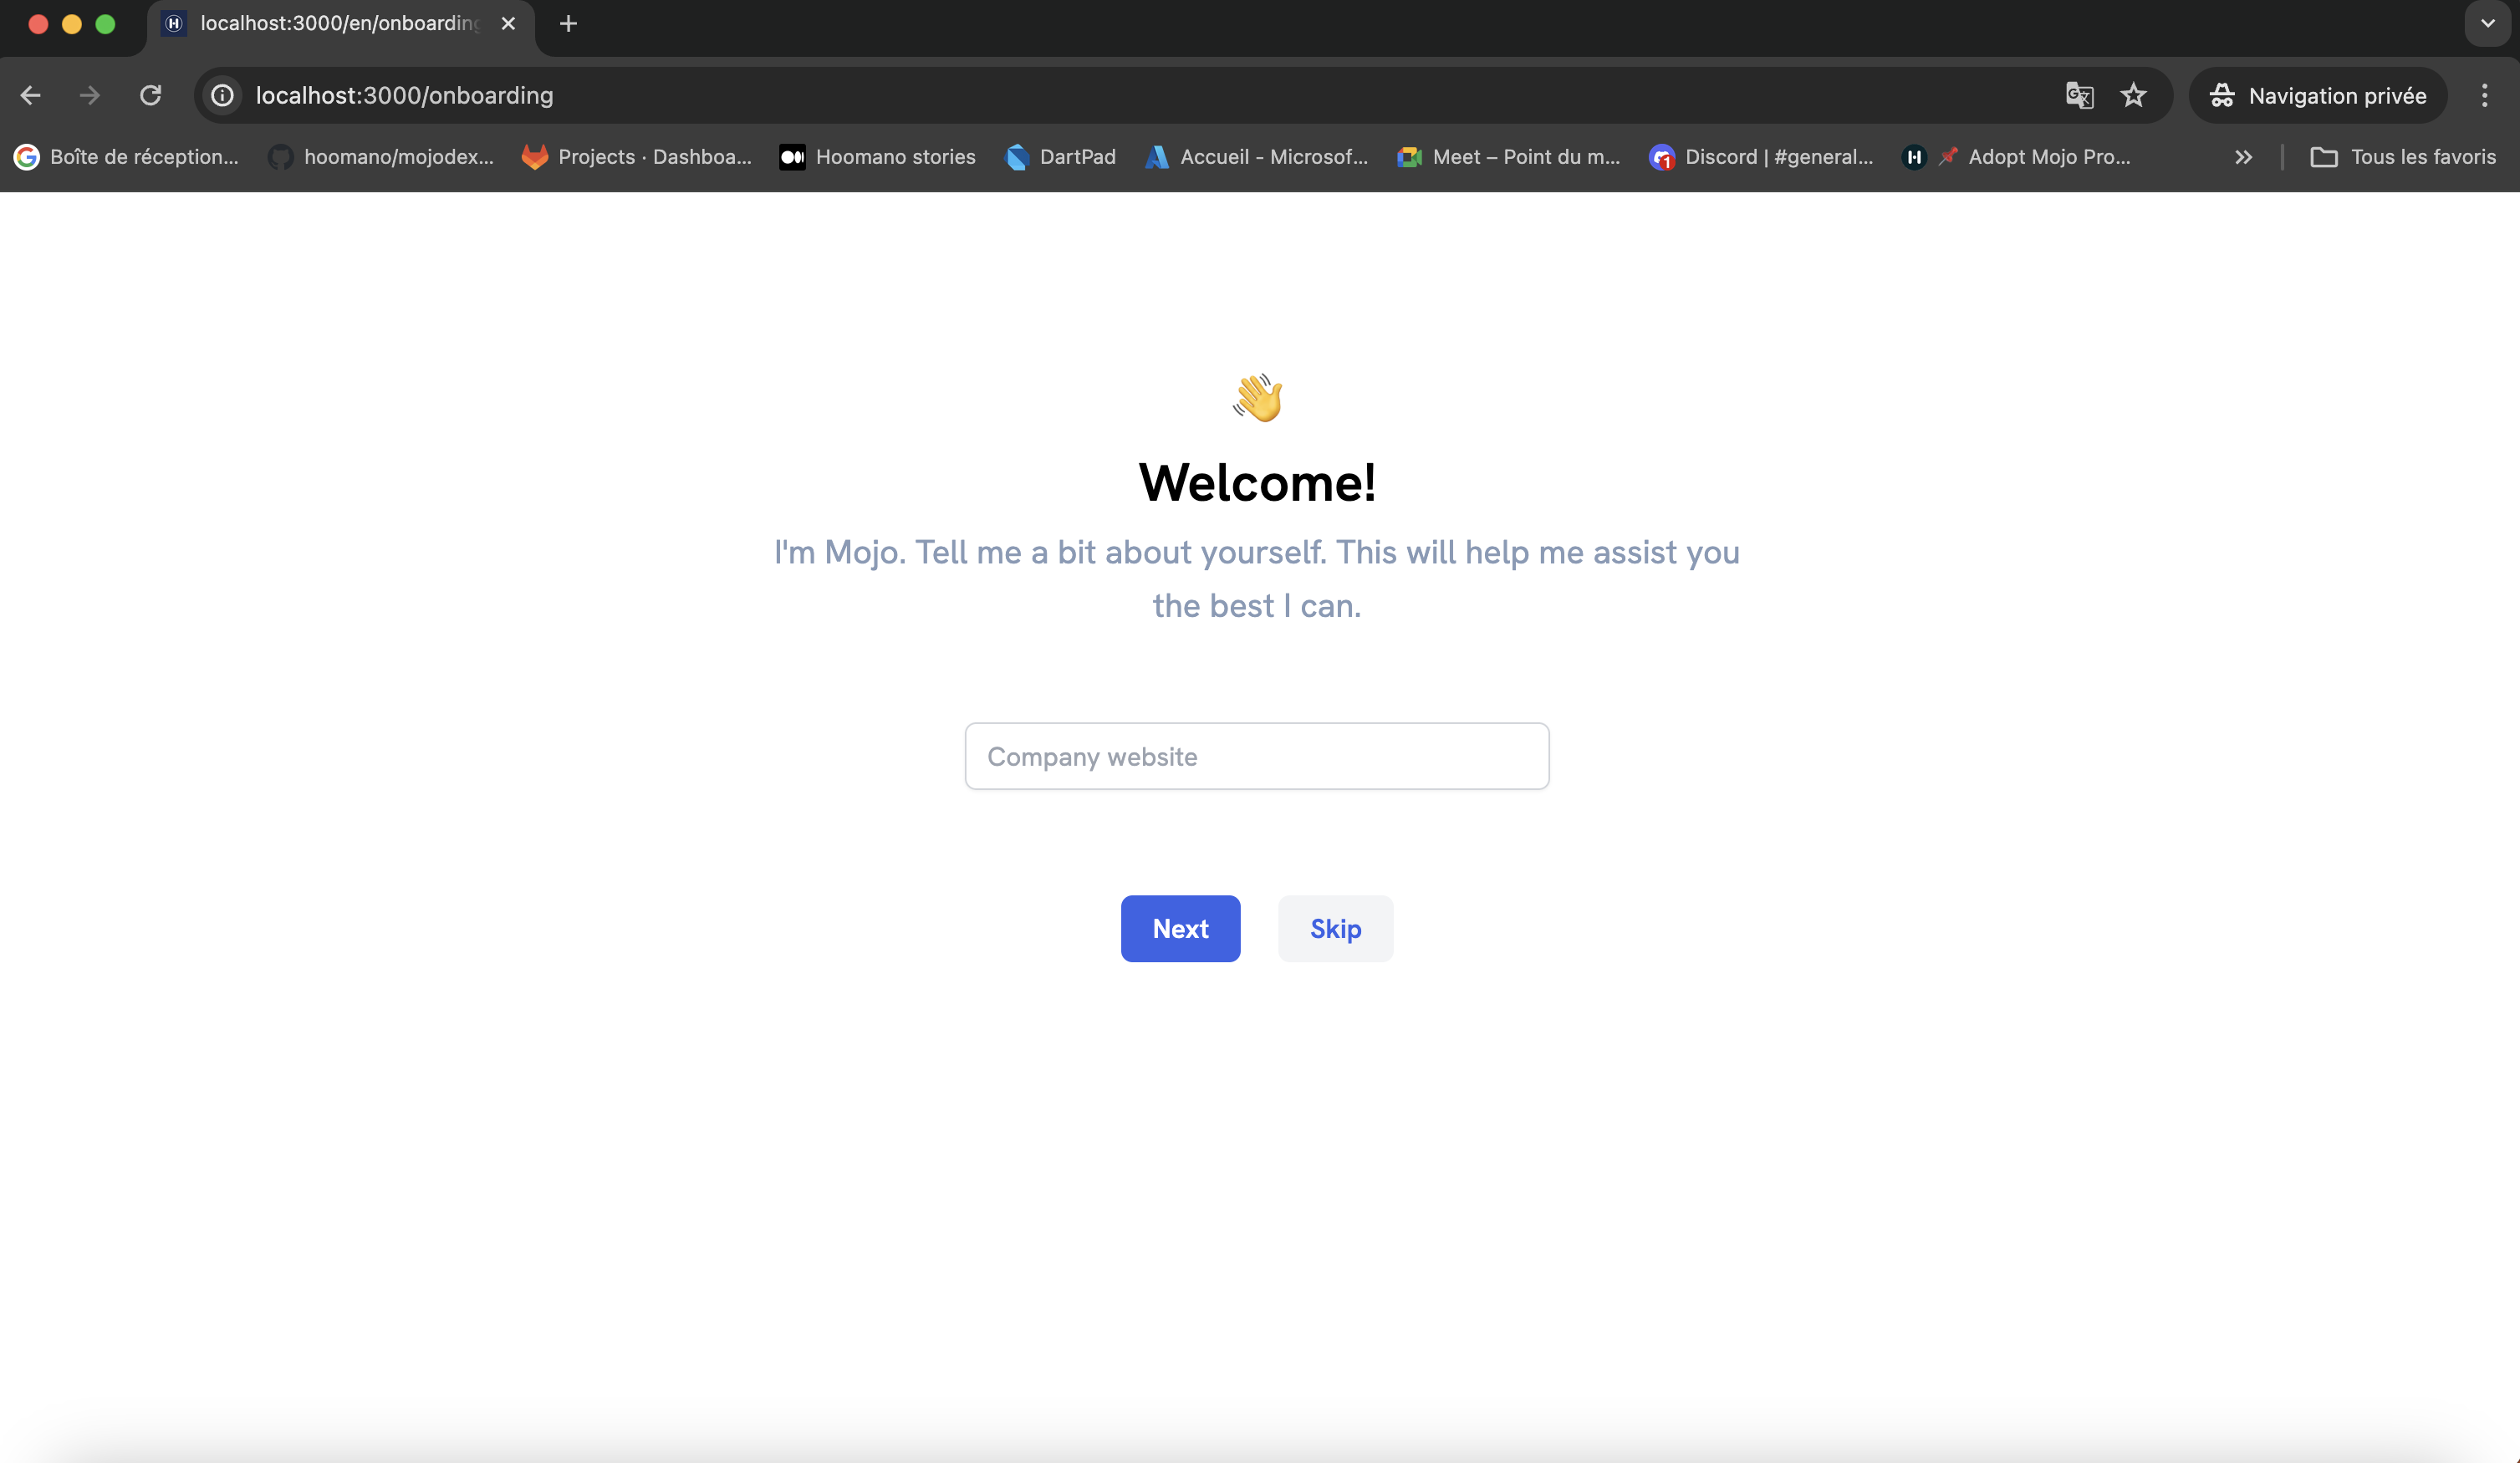 localhost:3000/en/onboarding
localhost:3000/onboarding
Navigation privée
Boîte de réception...
hoomano/mojodex...
Projects · Dashboa...
Hoomano stories
DartPad
Accueil - Microsof...
Meet – Point du m...
1
Discord | #general...
Adopt Mojo Pro...
Tous les favoris
Welcome!
I'm Mojo. Tell me a bit about yourself. This will help me assist you
the best I can.
Company website
Next
Skip